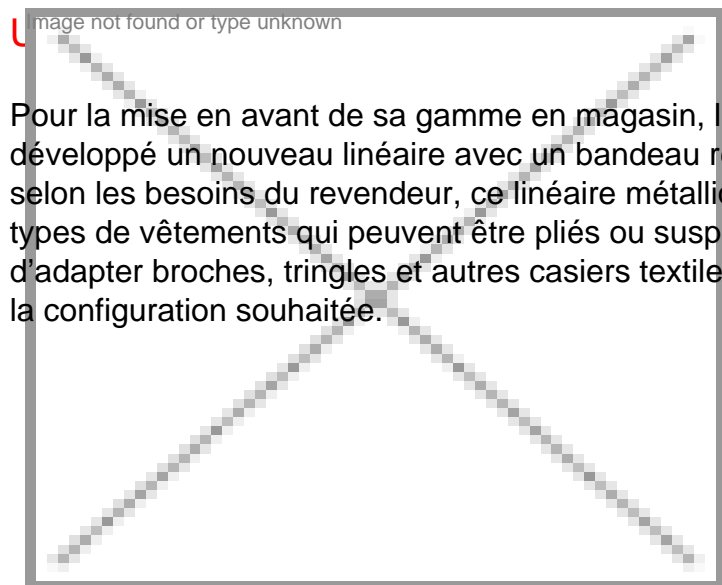 Image not found or type unknown
Pour la mise en avant de sa gamme en magasin, l
développé un nouveau linéaire avec un bandeau r
selon les besoins du revendeur, ce linéaire métalli
types de vêtements qui peuvent être pliés ou susp
d'adapter broches, tringles et autres casiers textile
la configuration souhaitée.